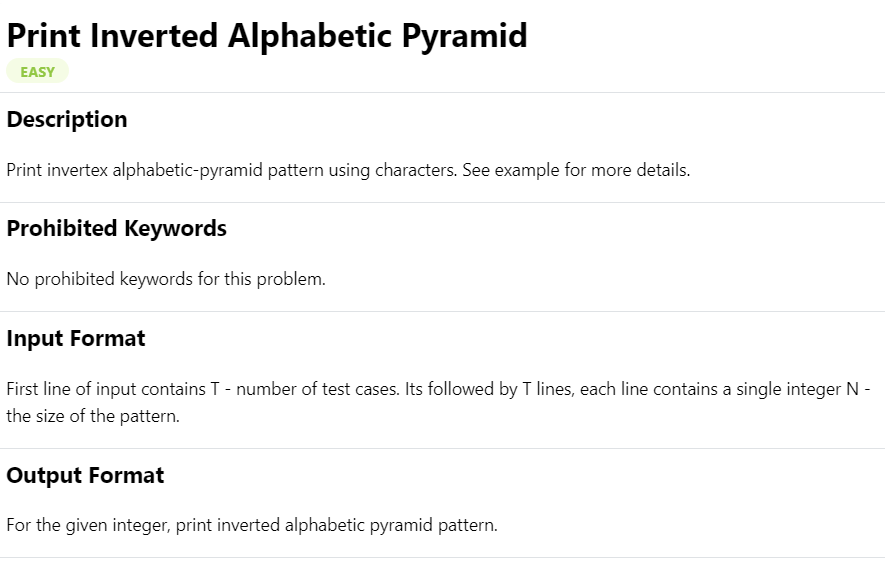 Print Inverted Alphabetic Pyramid
EASY
Description
Print invertex alphabetic-pyramid pattern using characters. See example for more details.
Prohibited Keywords
No prohibited keywords for this problem.
Input Format
First line of input contains T - number of test cases. Its followed by T lines, each line contains a single integer N -
the size of the pattern.
Output Format
For the given integer, print inverted alphabetic pyramid pattern.